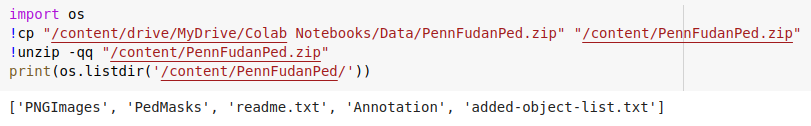 import os
!cp "/content/drive/MyDrive/Colab Notebooks/Data/PennFudanPed.zip" "/content/PennFudanPed.zip"
!unzip -qq "/content/PennFudanPed.zip"
print(os.listdir('/content/PennFudanPed/'))
['PNGImages', 'PedMasks', 'readme.txt', 'Annotation', 'added-object-list.txt']